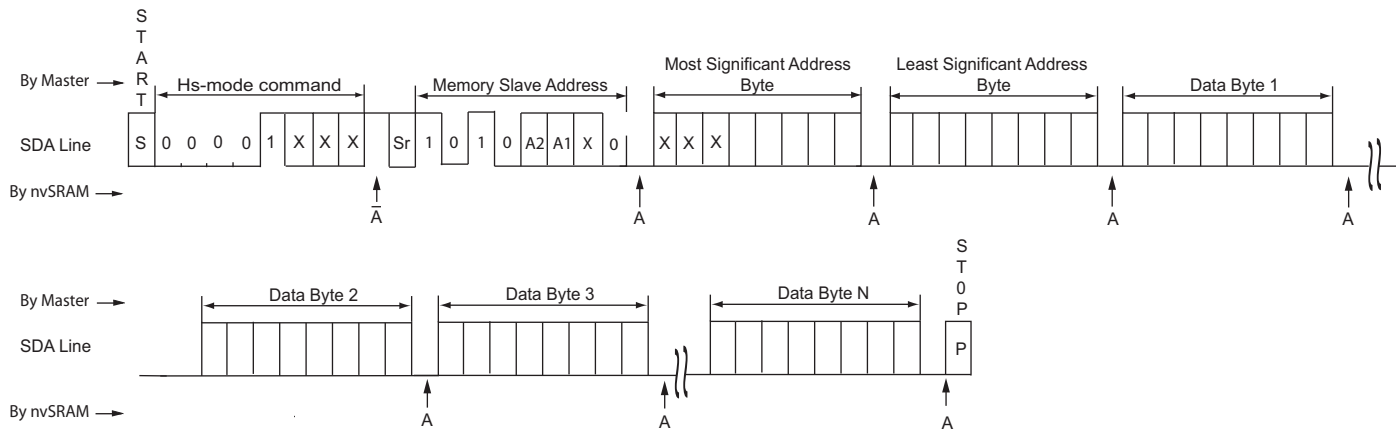 START
By Master
Hs-mode command
Memory Slave Address
Most Significant Address Byte
Least Significant Address Byte
Data Byte 1
SDA Line
S 0 0 0 0 1 X X X Sr 1 0 1 0 A2 A1 X 0 X X X
By nvSRAM
A̅ A A A A
ST0P
By Master
Data Byte 2
Data Byte 3
Data Byte N
SDA Line
P
By nvSRAM
A A A